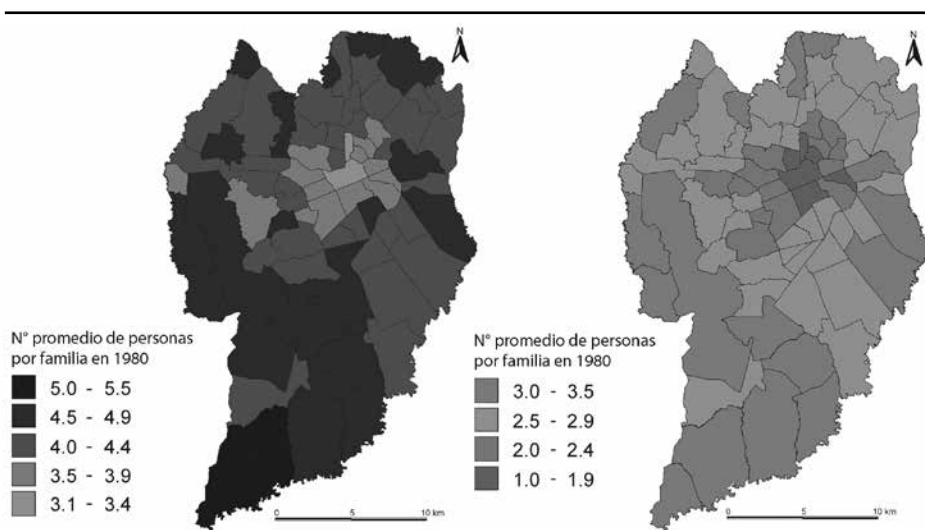 N
N
N° promedio de personas
por familia en 1980
5.0 - 5.5
4.5 - 4.9
4.0 - 4.4
3.5 - 3.9
3.1 - 3.4
0 5 10 km
N° promedio de personas
por familia en 1980
3.0 - 3.5
2.5 - 2.9
2.0 - 2.4
1.0 - 1.9
0 5 10 km